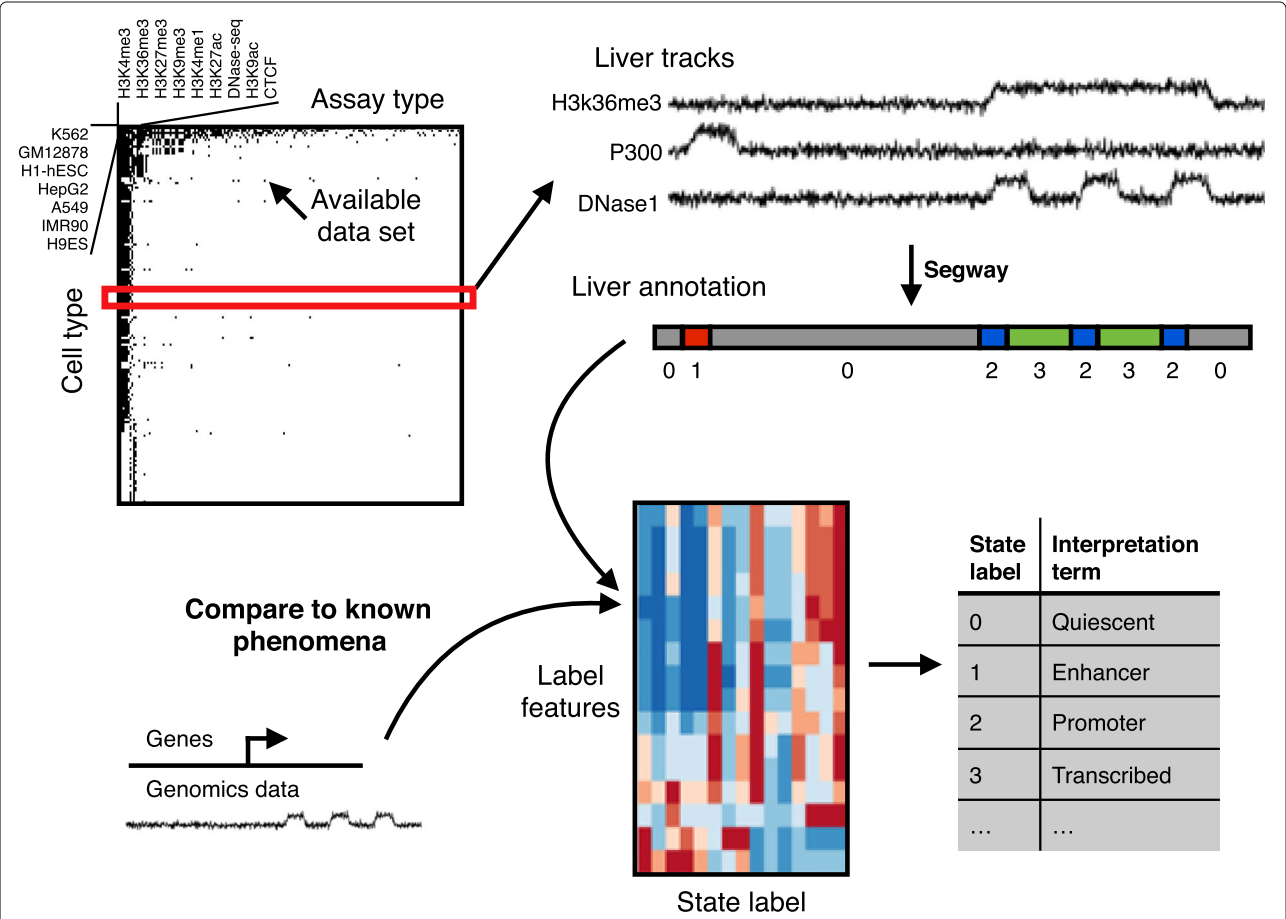 H3K4me3
H3K36me3
H3K27me3
H3K9me3
H3K4me1
H3K27ac
DNase-seq
H3K9ac
CTCF
Assay type
K562
GM12878
H1-hESC
HepG2
A549
IMR90
H9ES
Cell type
Available
data set
Liver tracks
H3k36me3
P300
DNase1
Segway
Liver annotation
0 1 0 2 3 2 3 2 0
Compare to known
phenomena
Genes
Genomics data
Label
features
State label
State
label
Interpretation
term
0 Quiescent
1 Enhancer
2 Promoter
3 Transcribed
… …